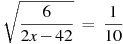 √(6/(2x − 42)) = 1/10